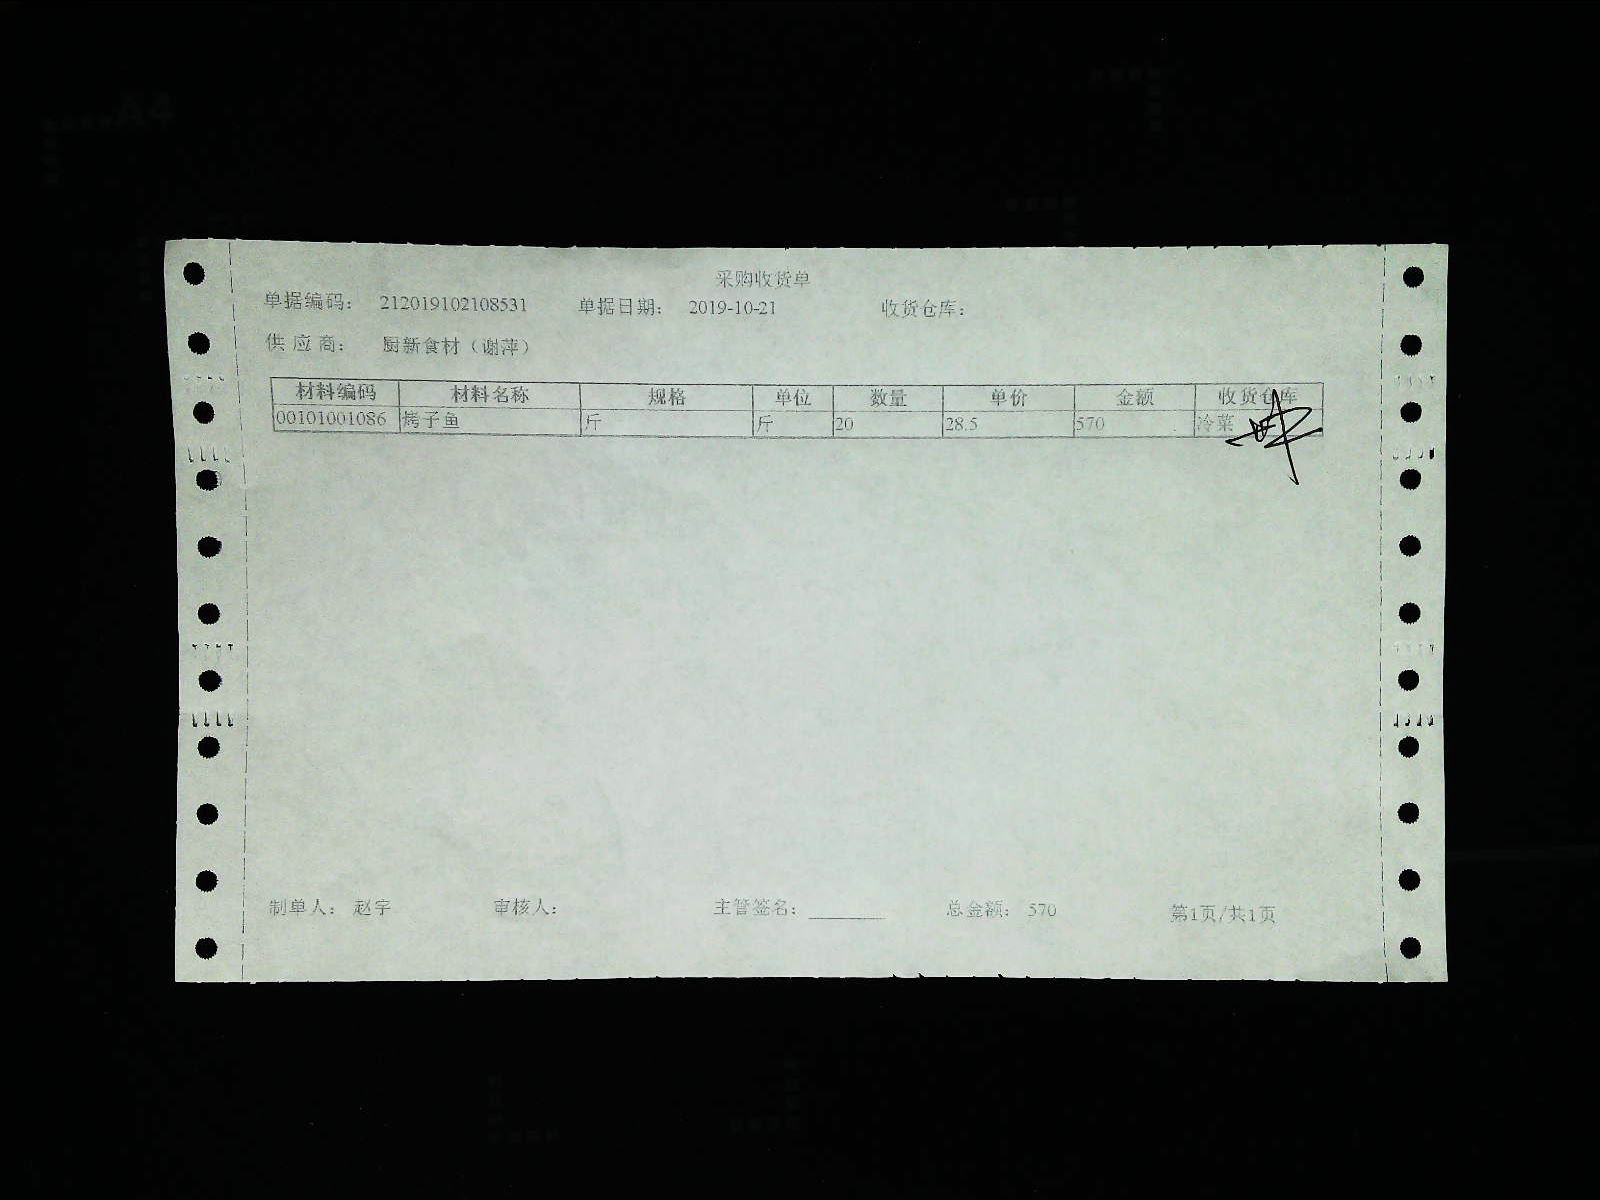 采购收货单
单据编码： 212019102108531 单据日期： 2019-10-21 收货仓库：
供应商： 厨新食材（谢萍）
材料编码 材料名称 规格 单位 数量 单价 金额 收货仓库
00101001086 烤子鱼 斤 斤 20 28.5 570 冷菜
制单人： 赵宇 审核人： 主管签名： 总金额： 570 第1页/共1页